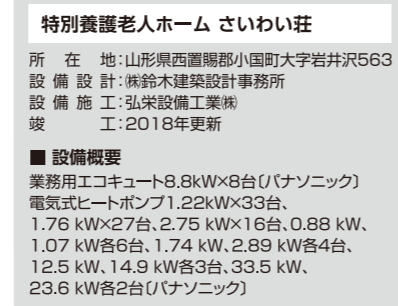 特別養護老人ホーム さいわい荘
所在地:山形県西置賜郡小国町大字岩井沢563
設備設計:㈱鈴木建築設計事務所
設備施工:弘栄設備工業㈱
竣工:2018年更新
■ 設備概要
業務用エコキュート8.8kW×8台〔パナソニック〕
電気式ヒートポンプ1.22kW×33台、
1.76 kW×27台、2.75 kW×16台、0.88 kW、
1.07 kW各6台、1.74 kW、2.89 kW各4台、
12.5 kW、14.9 kW各3台、33.5 kW、
23.6 kW各2台〔パナソニック〕